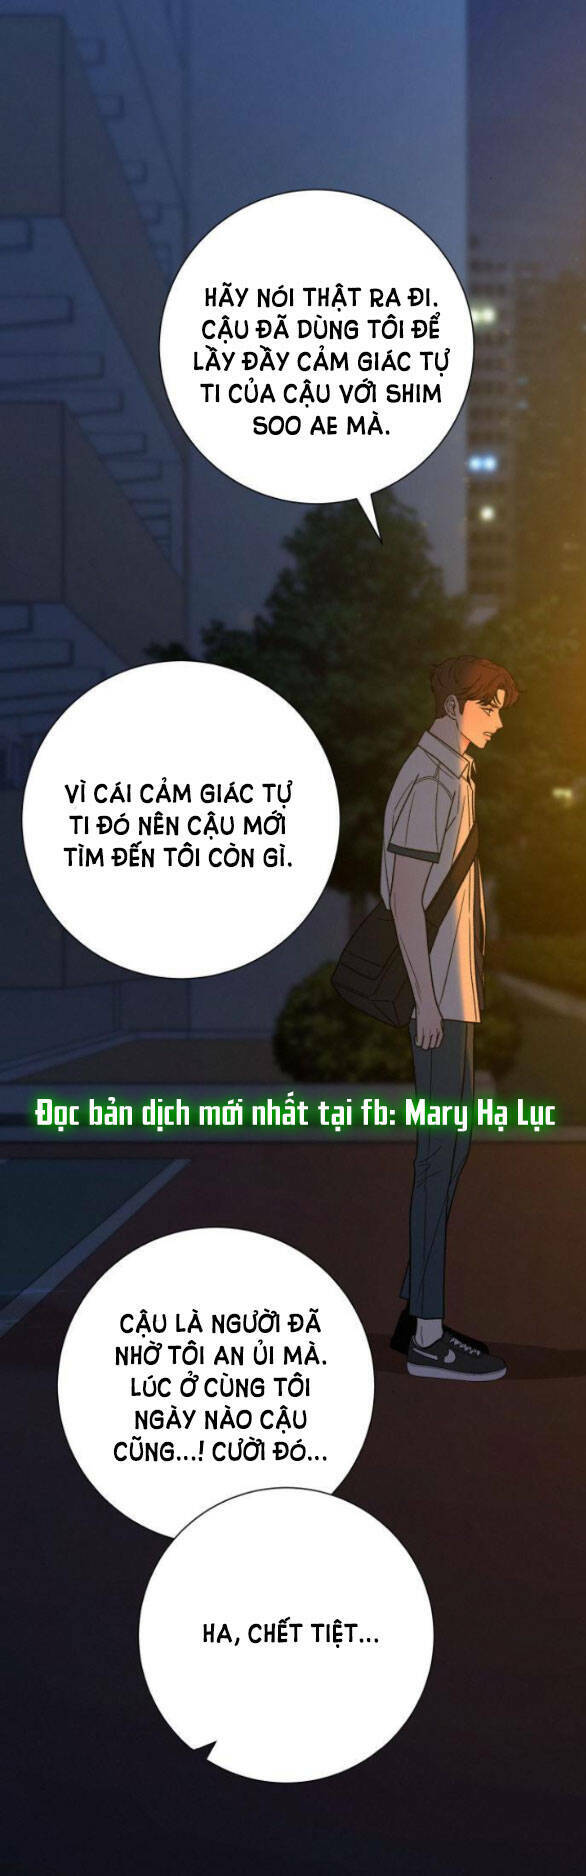 HÃY NÓI THẬT RA ĐI.
CẬU ĐÃ DÙNG TÔI ĐỂ
LẦY ĐẦY CẢM GIÁC TỰ
TI CỦA CẬU VỚI SHIM
SOO AE MÀ.
VÌ CÁI CẢM GIÁC TỰ
TI ĐÓ NÊN CẬU MỚI
TÌM ĐẾN TÔI CÒN GÌ.
Đọc bản dịch mới nhất tại fb: Mary Hạ Lục
CẬU LÀ NGƯỜI ĐÃ
NHỜ TÔI AN ỦI MÀ.
LÚC Ở CÙNG TÔI
NGÀY NÀO CẬU
CŨNG...! CƯỜI ĐÓ...
HA, CHẾT TIỆT...